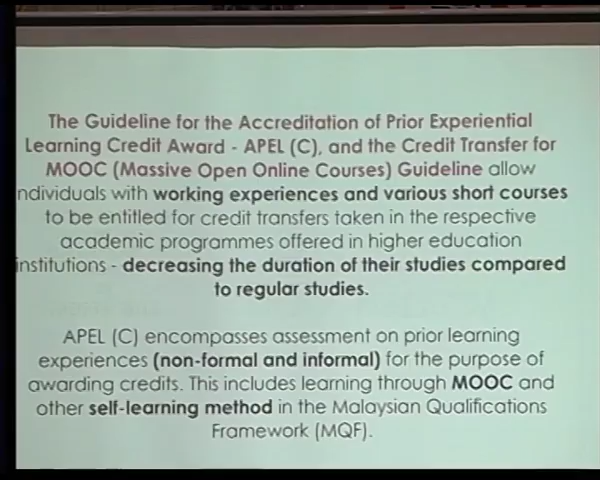 The Guideline for the Accreditation of Prior Experiential
Learning Credit Award - APEL (C), and the Credit Transfer for
MOOC (Massive Open Online Courses) Guideline allow
ndividuals with working experiences and various short courses
to be entitled for credit transfers taken in the respective
academic programmes offered in higher education
institutions - decreasing the duration of their studies compared
to regular studies.
APEL (C) encompasses assessment on prior learning
experiences (non-formal and informal) for the purpose of
awarding credits. This includes learning through MOOC and
other self-learning method in the Malaysian Qualifications
Framework (MQF).